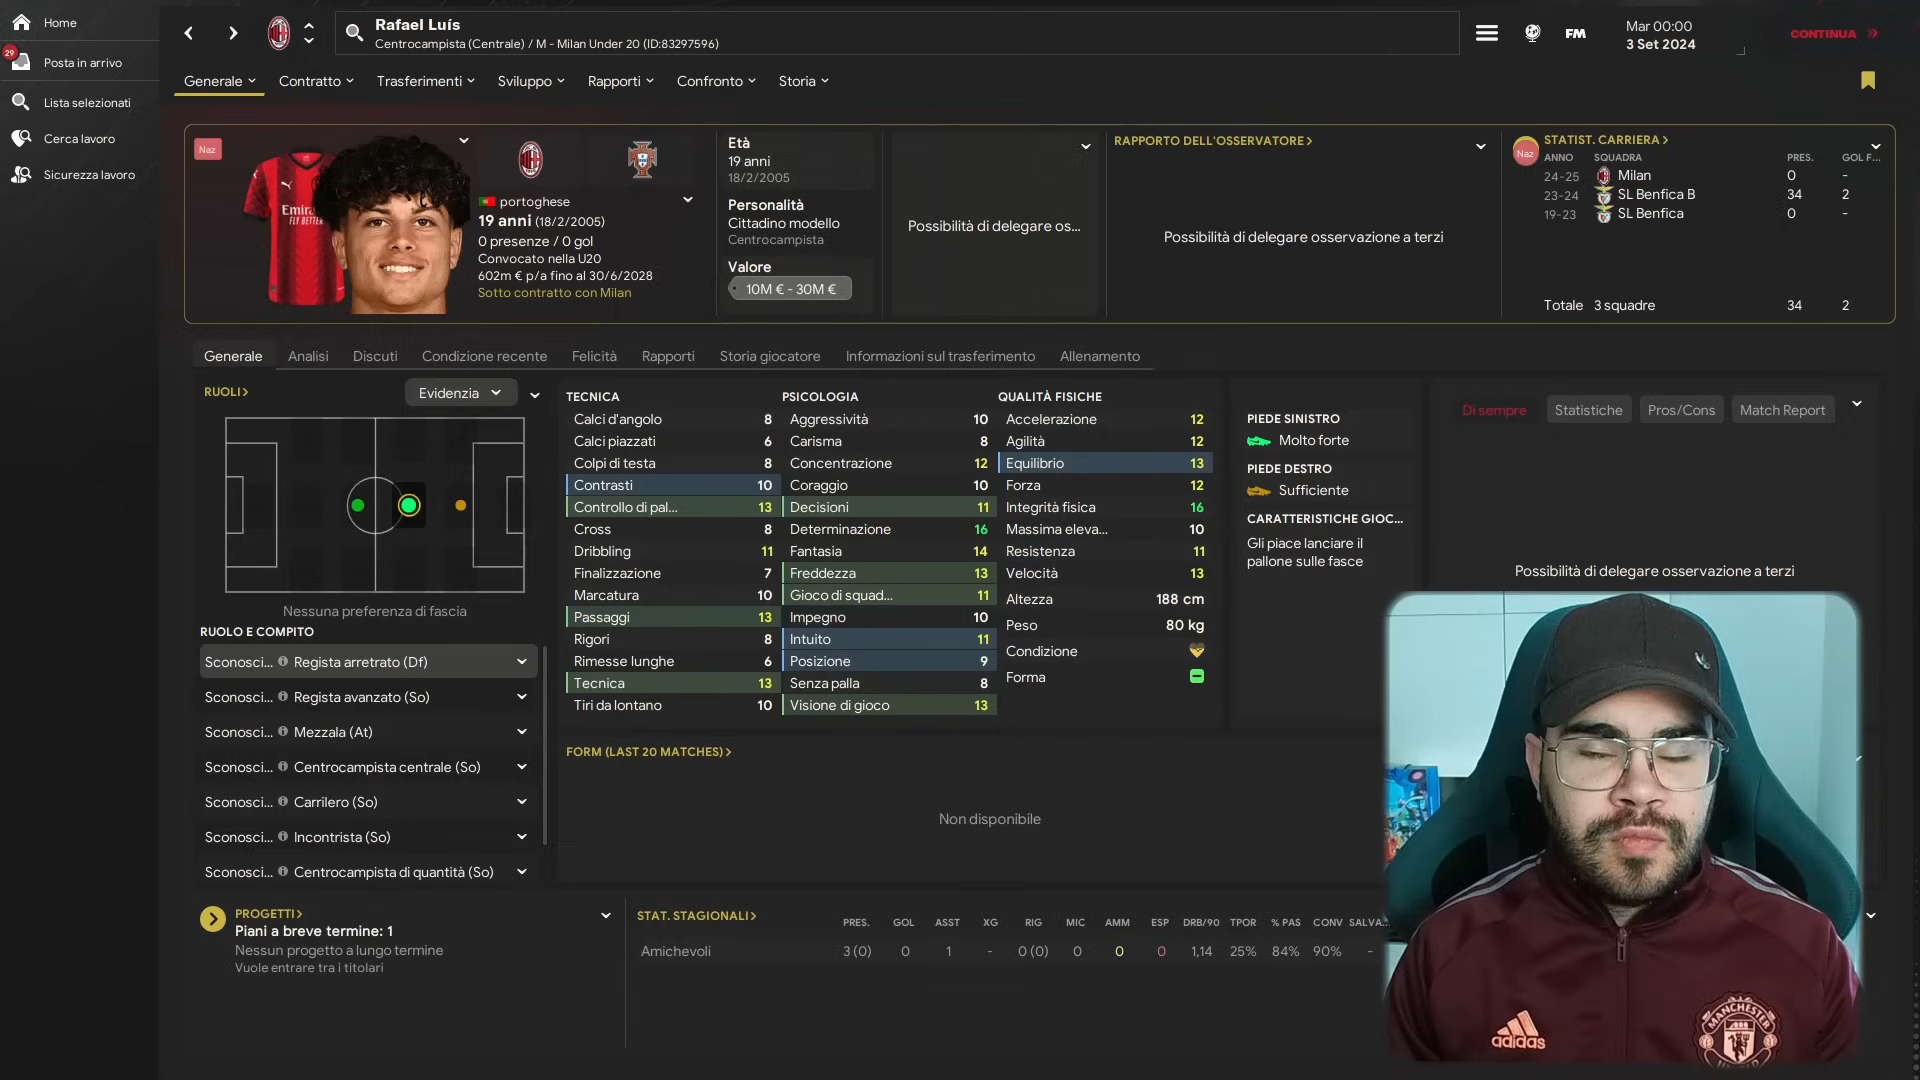 Home
29
Posta in arrivo
Lista selezionati
Cerca lavoro
Sicurezza lavoro
Rafael Luís
Centrocampista (Centrale) / M - Milan Under 20 (ID:83297596)
FM
Mar 00:00
3 Set 2024
CONTINUA
Generale
Contratto
Trasferimenti
Sviluppo
Rapporti
Confronto
Storia
Naz
FLY BETTER
portoghese
19 anni (18/2/2005)
0 presenze / 0 gol
Convocato nella U20
602m € p/a fino al 30/6/2028
Sotto contratto con Milan
Età
19 anni
18/2/2005
Personalità
Cittadino modello
Centrocampista
Valore
10M € - 30M €
Possibilità di delegare os...
RAPPORTO DELL'OSSERVATORE >
Possibilità di delegare osservazione a terzi
Naz
STATIST. CARRIERA >
ANNO SQUADRA PRES. GOL F...
24-25 Milan 0 -
23-24 SL Benfica B 34 2
19-23 SL Benfica 0 -
Totale 3 squadre 34 2
Generale
Analisi
Discuti
Condizione recente
Felicità
Rapporti
Storia giocatore
Informazioni sul trasferimento
Allenamento
RUOLI >
Evidenzia
Nessuna preferenza di fascia
RUOLO E COMPITO
Sconosci... Regista arretrato (Df)
Sconosci... Regista avanzato (So)
Sconosci... Mezzala (At)
Sconosci... Centrocampista centrale (So)
Sconosci... Carrilero (So)
Sconosci... Incontrista (So)
Sconosci... Centrocampista di quantità (So)
TECNICA
Calci d'angolo 8
Calci piazzati 6
Colpi di testa 8
Contrasti 10
Controllo di pal... 13
Cross 8
Dribbling 11
Finalizzazione 7
Marcatura 10
Passaggi 13
Rigori 8
Rimesse lunghe 6
Tecnica 13
Tiri da lontano 10
PSICOLOGIA
Aggressività 10
Carisma 8
Concentrazione 12
Coraggio 10
Decisioni 11
Determinazione 16
Fantasia 14
Freddezza 13
Gioco di squad... 11
Impegno 10
Intuito 11
Posizione 9
Senza palla 8
Visione di gioco 13
QUALITÀ FISICHE
Accelerazione 12
Agilità 12
Equilibrio 13
Forza 12
Integrità fisica 16
Massima eleva... 10
Resistenza 11
Velocità 13
Altezza 188 cm
Peso 80 kg
Condizione
Forma
PIEDE SINISTRO
Molto forte
PIEDE DESTRO
Sufficiente
CARATTERISTICHE GIOC...
Gli piace lanciare il
pallone sulle fasce
Di sempre
Statistiche
Pros/Cons
Match Report
Possibilità di delegare osservazione a terzi
FORM (LAST 20 MATCHES) >
Non disponibile
PROGETTI >
Piani a breve termine: 1
Nessun progetto a lungo termine
Vuole entrare tra i titolari
STAT. STAGIONALI >
PRES. GOL ASST XG RIG MIC AMM ESP DRB/90 TPOR % PAS CONV SALVA...
Amichevoli 3 (0) 0 1 - 0 (0) 0 0 0 1,14 25% 84% 90% -
adidas
MANCHESTER